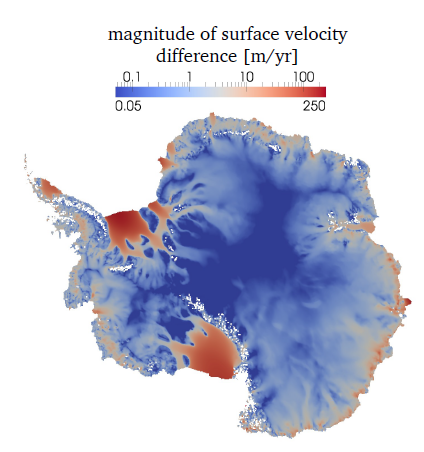 magnitude of surface velocity
difference [m/yr]
0.1 1 10 100
0.05 250